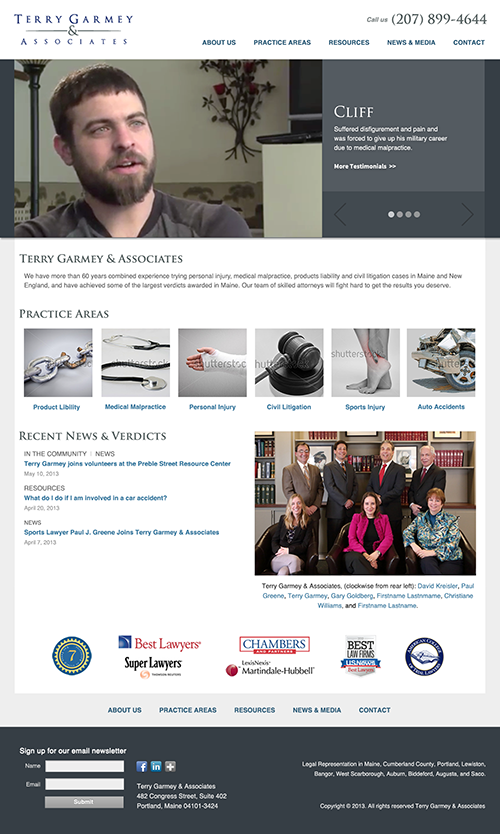 TERRY GARMEY
&
ASSOCIATES
Call us (207) 899-4644
ABOUT US PRACTICE AREAS RESOURCES NEWS & MEDIA CONTACT
CLIFF
Suffered disfigurement and pain and
was forced to give up his military career
due to medical malpractice.
More Testimonials >>
TERRY GARMEY & ASSOCIATES
We have more than 60 years combined experience trying personal injury, medical malpractice, products liability and civil litigation cases in Maine and New
England, and have achieved some of the largest verdicts awarded in Maine. Our team of skilled attorneys will fight hard to get the results you deserve.
PRACTICE AREAS
shutterstock shutterstock shutterstock shutterstock
Product Libility Medical Malpractice Personal Injury Civil Litigation Sports Injury Auto Accidents
RECENT NEWS & VERDICTS
IN THE COMMUNITY | NEWS
Terry Garmey joins volunteers at the Preble Street Resource Center
May 10, 2013
RESOURCES
What do I do if I am involved in a car accident?
April 20, 2013
NEWS
Sports Lawyer Paul J. Greene Joins Terry Garmey & Associates
April 7, 2013
Terry Garmey & Associates, (clockwise from rear left): David Kreisler, Paul
Greene, Terry Garmey, Gary Goldberg, Firstname Lastnmame, Christiane
Williams, and Firstname Lastname.
7
Best Lawyers
Super Lawyers
THOMSON REUTERS
CHAMBERS
AND PARTNERS
LexisNexis
Martindale-Hubbell
BEST
LAW FIRMS
U.S.News
Best Lawyers
ABOUT US PRACTICE AREAS RESOURCES NEWS & MEDIA CONTACT
Sign up for our email newsletter
Name
Email
Submit
Terry Garmey & Associates
482 Congress Street, Suite 402
Portland, Maine 04101-3424
Legal Representation in Maine, Cumberland County, Portland, Lewiston,
Bangor, West Scarborough, Auburn, Biddeford, Augusta, and Saco.
Copyright © 2013. All rights reserved Terry Garmey & Associates